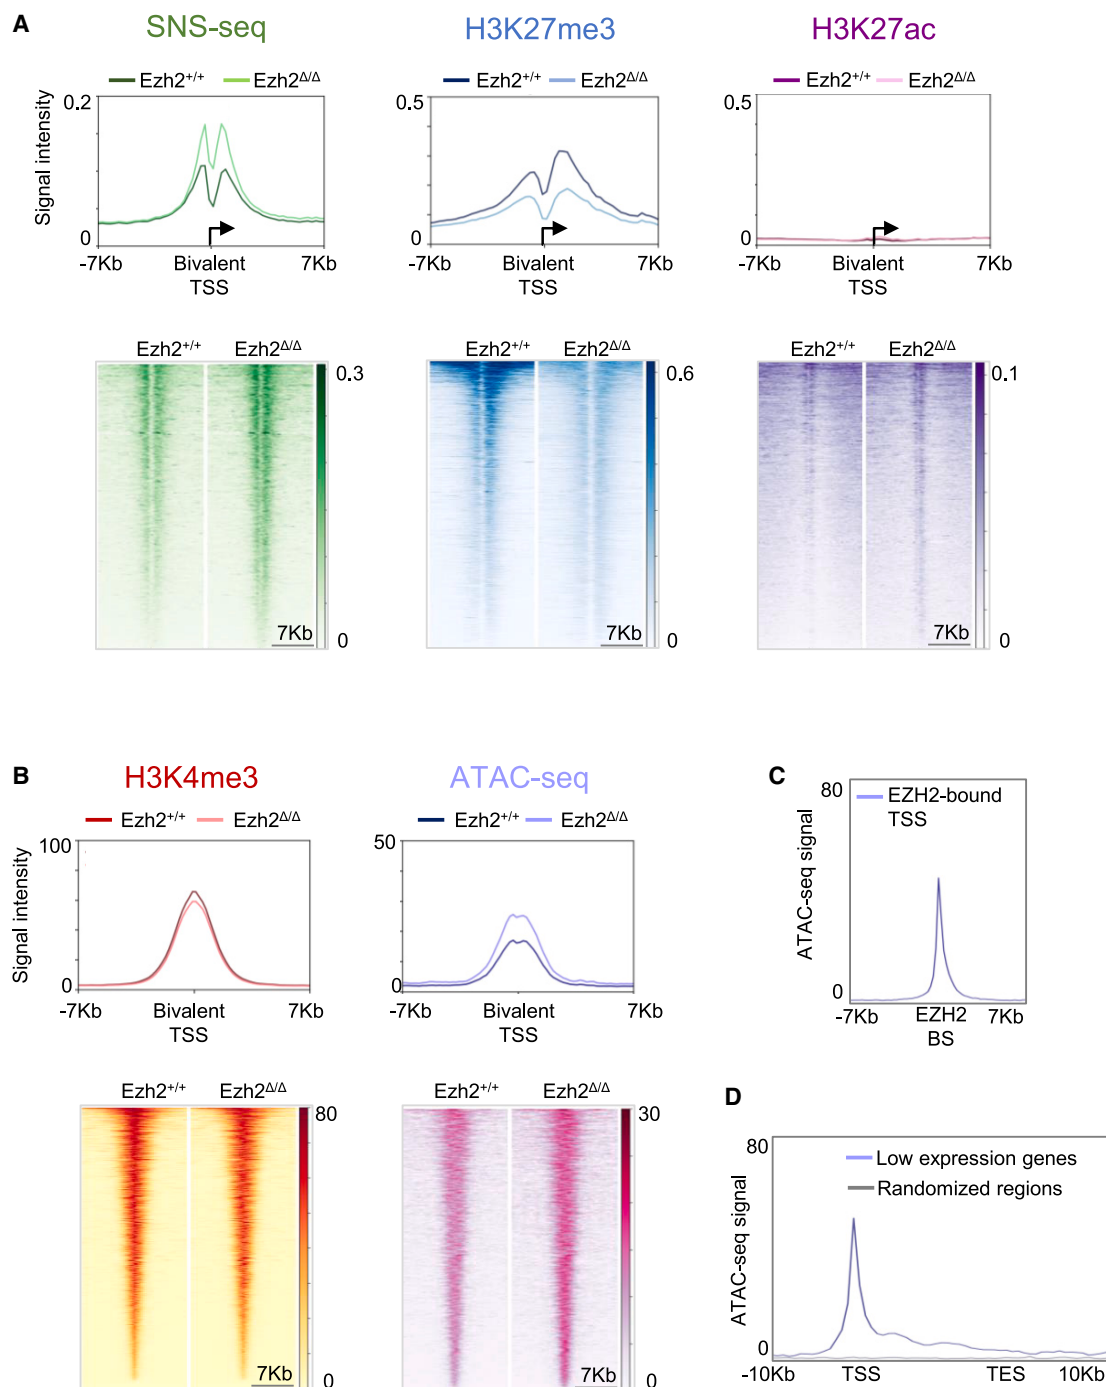 A
SNS-seq
H3K27me3
H3K27ac
Ezh2+/+ Ezh2Δ/Δ
Ezh2+/+ Ezh2Δ/Δ
Ezh2+/+ Ezh2Δ/Δ
Signal intensity
0.2
0
-7Kb Bivalent TSS 7Kb
0.5
0
-7Kb Bivalent TSS 7Kb
0.5
0
-7Kb Bivalent TSS 7Kb
Ezh2+/+ Ezh2Δ/Δ
0.3
7Kb
0
Ezh2+/+ Ezh2Δ/Δ
0.6
7Kb
0
Ezh2+/+ Ezh2Δ/Δ
0.1
7Kb
0
B
H3K4me3
ATAC-seq
Ezh2+/+ Ezh2Δ/Δ
Ezh2+/+ Ezh2Δ/Δ
Signal intensity
100
0
-7Kb Bivalent TSS 7Kb
50
0
-7Kb Bivalent TSS 7Kb
Ezh2+/+ Ezh2Δ/Δ
80
7Kb
0
Ezh2+/+ Ezh2Δ/Δ
30
7Kb
0
C
ATAC-seq signal
80
EZH2-bound
TSS
0
-7Kb EZH2 BS 7Kb
D
ATAC-seq signal
80
Low expression genes
Randomized regions
0
-10Kb TSS TES 10Kb